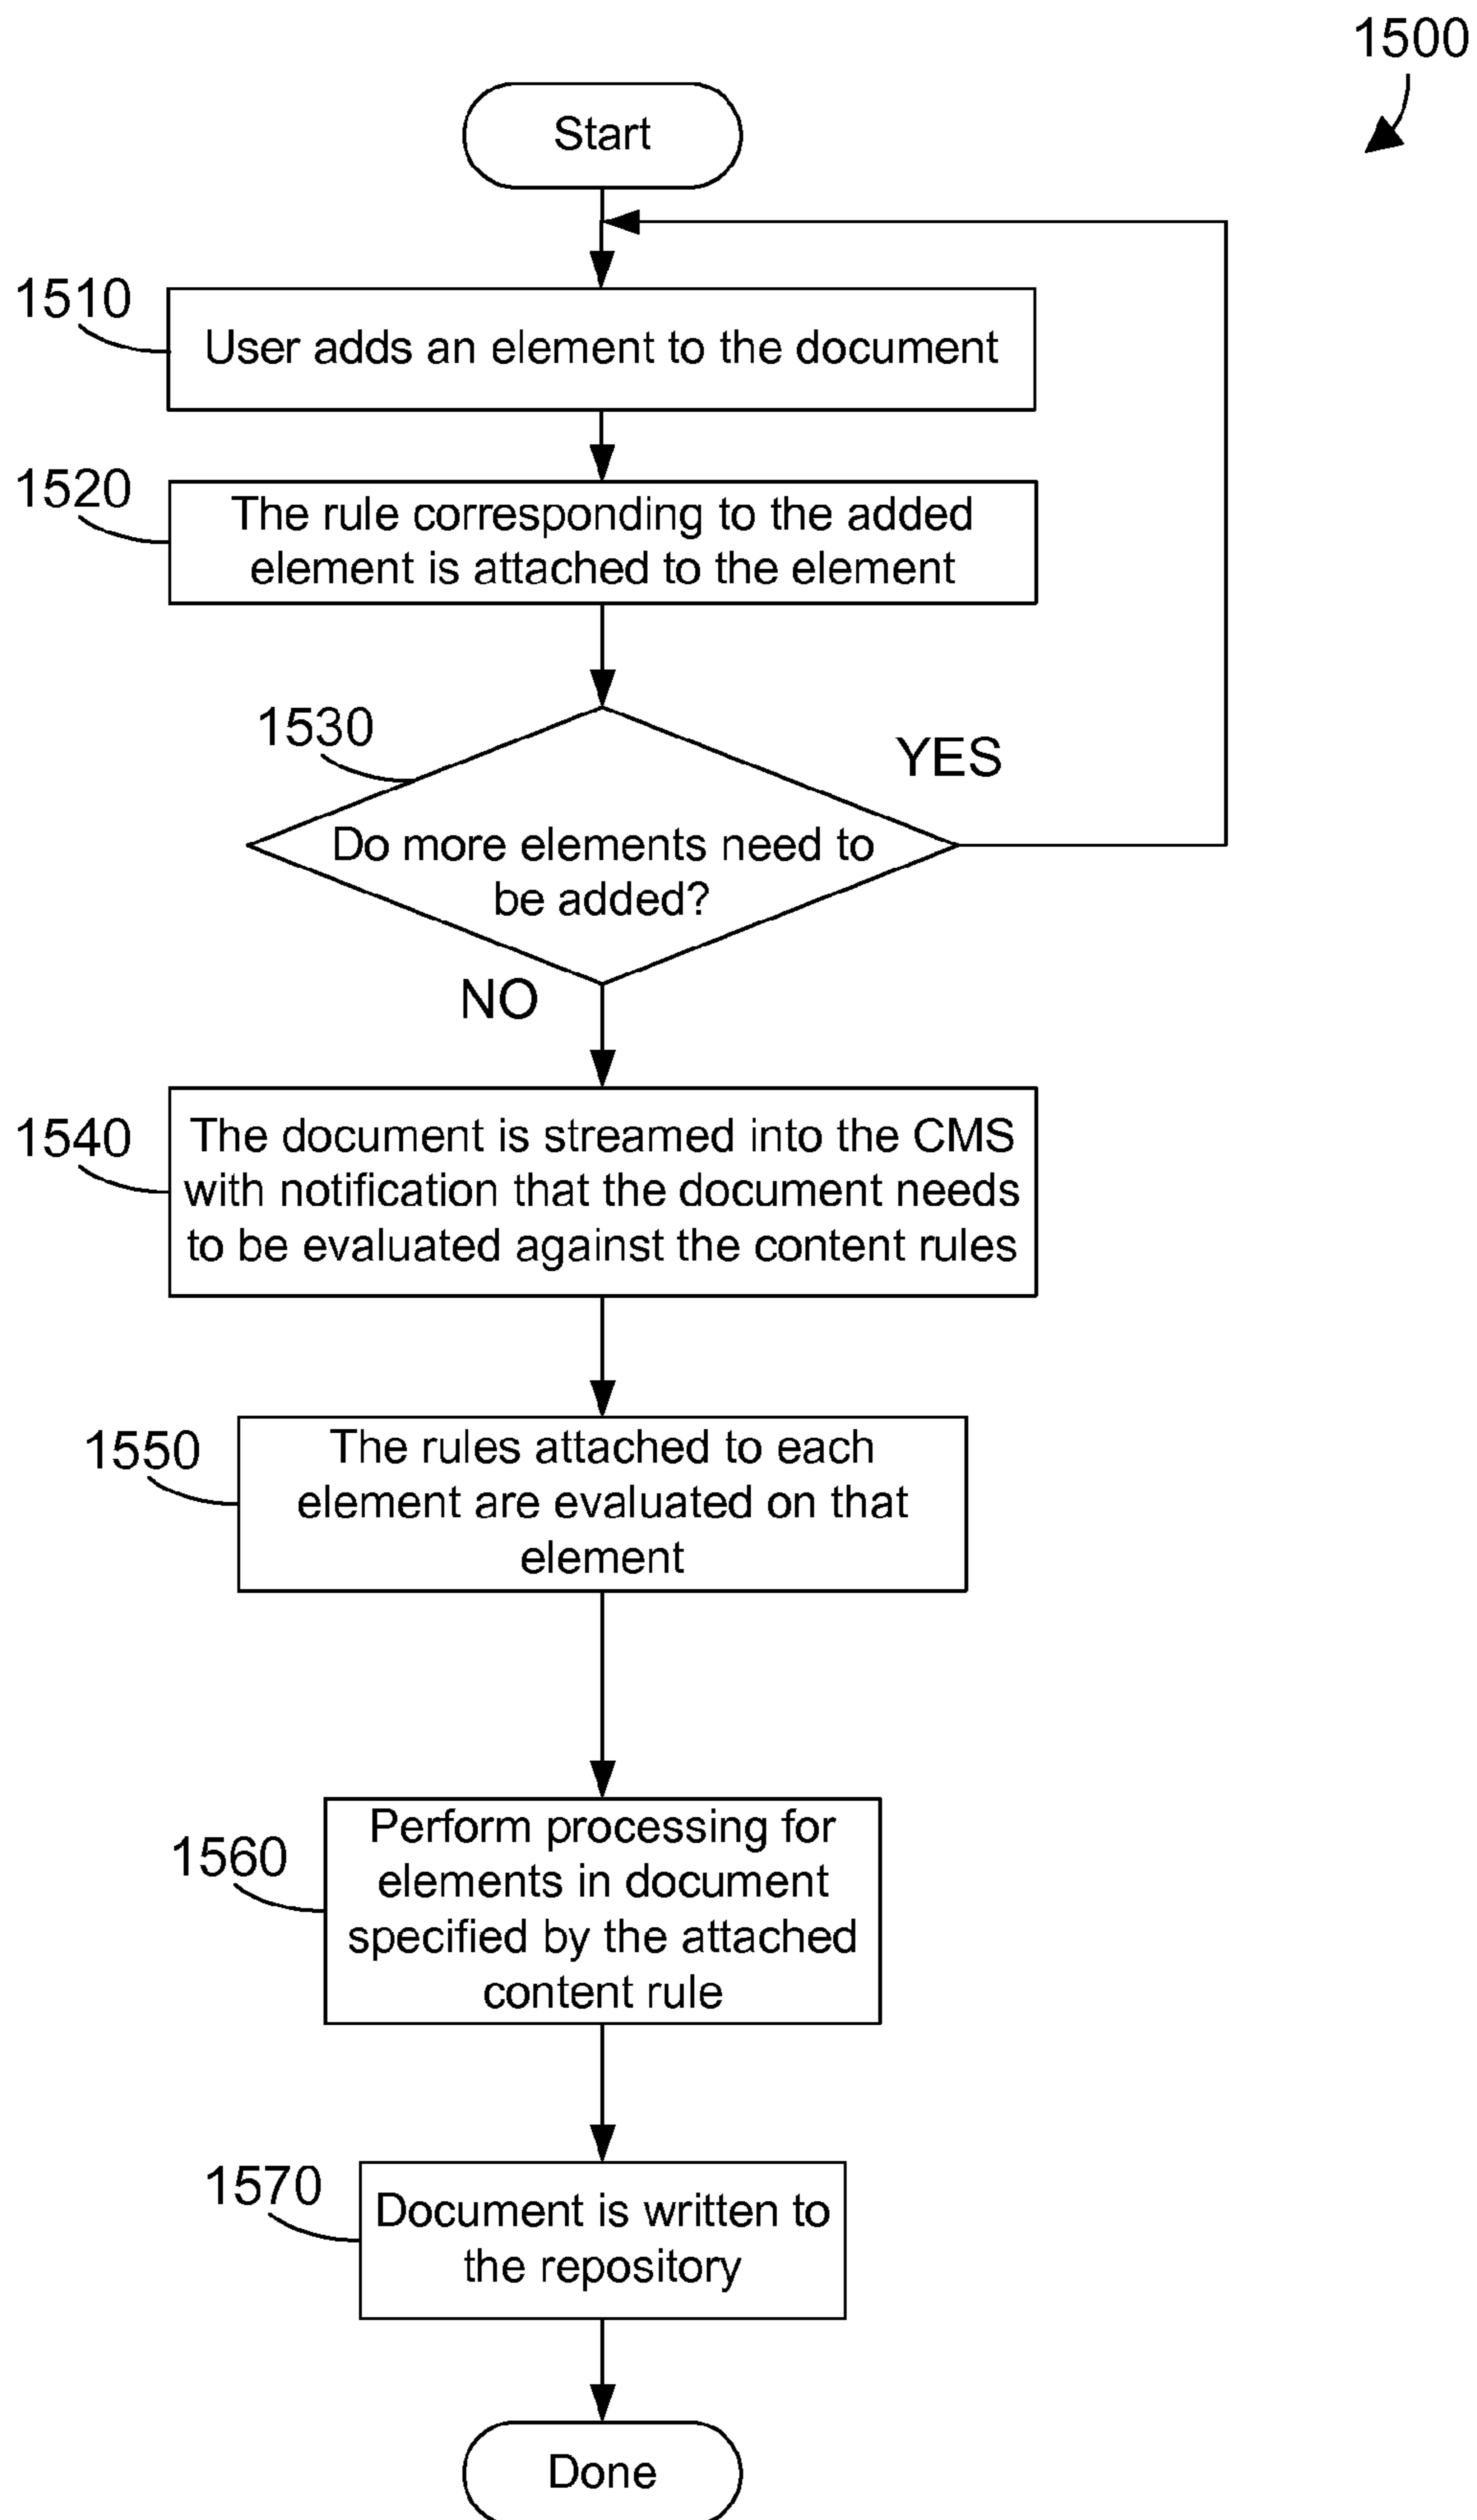 1500
Start
1510
User adds an element to the document
1520
The rule corresponding to the added
element is attached to the element
1530
YES
Do more elements need to
be added?
NO
1540
The document is streamed into the CMS
with notification that the document needs
to be evaluated against the content rules
1550
The rules attached to each
element are evaluated on that
element
1560
Perform processing for
elements in document
specified by the attached
content rule
1570
Document is written to
the repository
Done